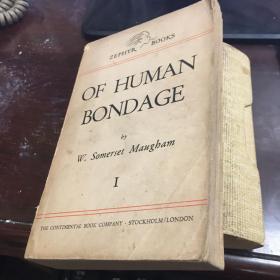 ZEPHYR BOOKS
OF HUMAN
BONDAGE
by
W. Somerset Maugham
I
THE CONTINENTAL BOOK COMPANY · STOCKHOLM/LONDON